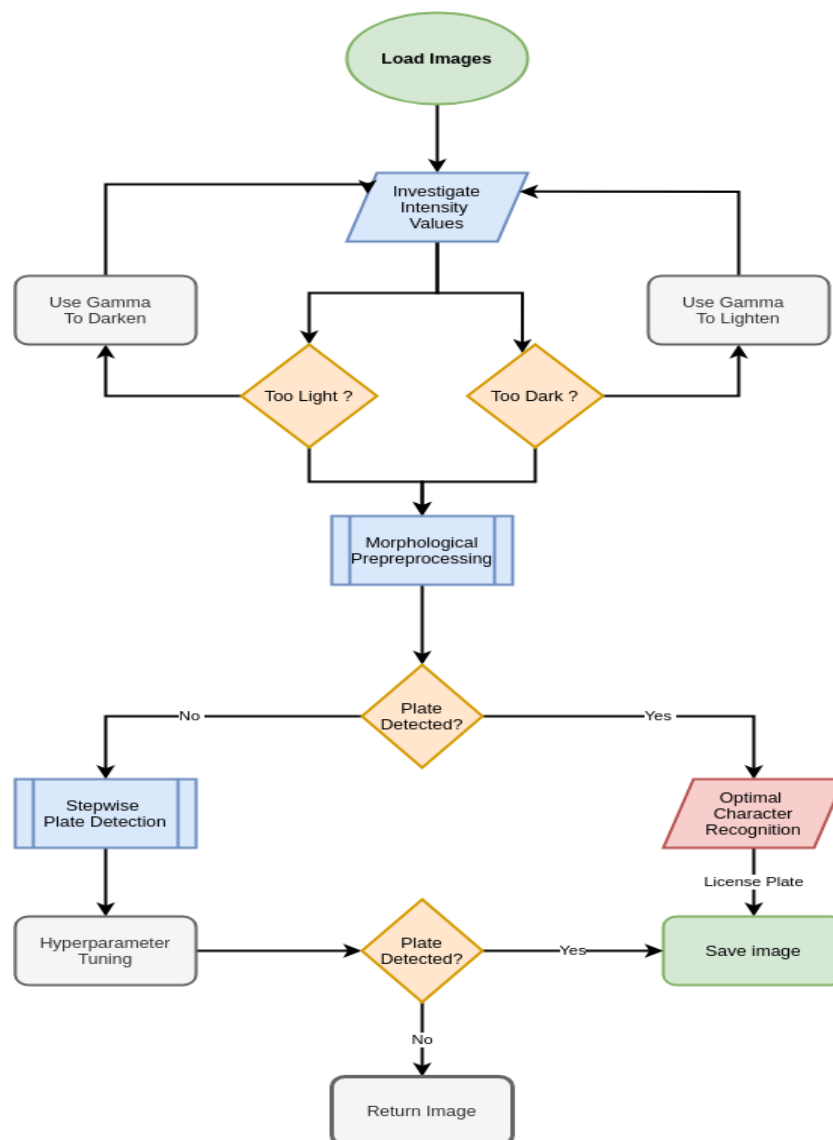 Load Images
Investigate
Intensity
Values
Use Gamma
To Darken
Use Gamma
To Lighten
Too Light ?
Too Dark ?
Morphological
Prepreprocessing
Plate
Detected?
No
Yes
Stepwise
Plate Detection
Optimal
Character
Recognition
License Plate
Hyperparameter
Tuning
Plate
Detected?
Yes
Save image
No
Return Image